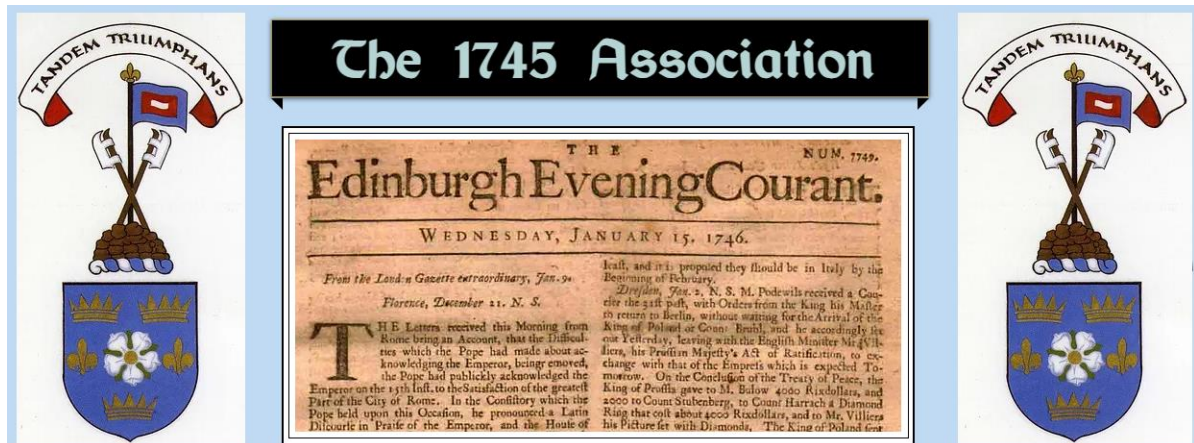 TANDEM TRIUMPHANS
The 1745 Association
TANDEM TRIUMPHANS
THE
NUM. 7749.
Edinburgh Evening Courant.
WEDNESDAY, JANUARY 15. 1746.
From the London Gazette extraordinary, Jan. 9.
Florence, December 21. N. S.
THE Letters received this Morning from
Rome bring an Account, that the Difficul-
ties which the Pope had made about ac-
knowledging the Emperor, being removed,
the Pope had publickly acknowledged the
Emperor on the 15th Inst. to the Satisfaction of the greatest
Part of the City of Rome. In the Consistory which the
Pope held upon this Occasion, he pronounced a Latin
Discourse in Praise of the Emperor, and the House of
least, and it is proposed they should be in Italy by the
Beginning of February.
Dresden, Jan. 2. N. S. M. Podewils received a Cou-
rier the 31st past, with Orders from the King his Master
to return to Berlin, without waiting for the Arrival of the
King of Poland or Count Bruhl, and he accordingly set
out Yesterday, leaving with the English Minister Mr. Vil-
liers, his Prussian Majesty's Act of Ratification, to ex-
change with that of the Empress which is expected To-
morrow. On the Conclusion of the Treaty of Peace, the
King of Prussia gave to M. Bulow 4000 Rixdollars, and
2000 to Count Stubenberg, to Count Harrach a Diamond
Ring that cost about 4000 Rixdollars, and to Mr. Villiers
his Picture set with Diamonds. The King of Poland sent